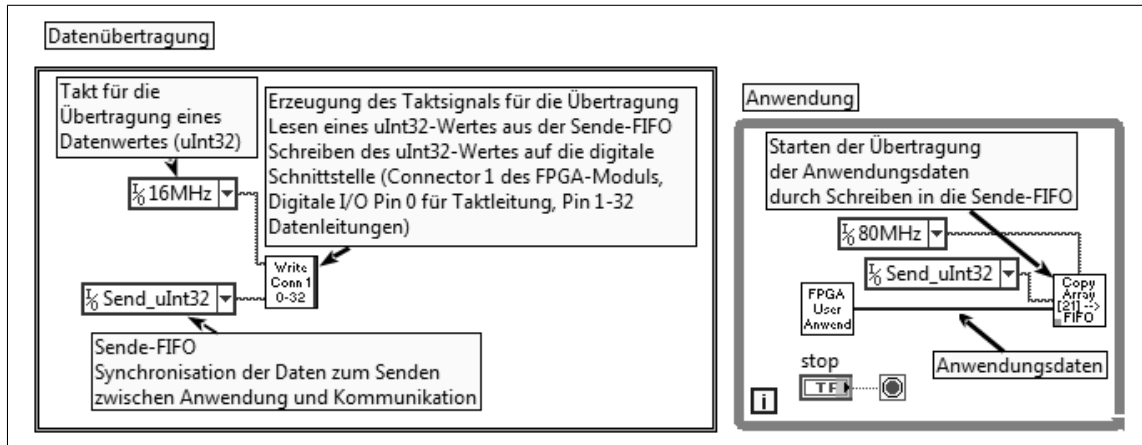 Datenübertragung
Takt für die
Übertragung eines
Datenwertes (uInt32)
16MHz
Erzeugung des Taktsignals für die Übertragung
Lesen eines uInt32-Wertes aus der Sende-FIFO
Schreiben des uInt32-Wertes auf die digitale
Schnittstelle (Connector 1 des FPGA-Moduls,
Digitale I/O Pin 0 für Taktleitung, Pin 1-32
Datenleitungen)
Write
Conn 1
0-32
I/O Send_uInt32
Sende-FIFO
Synchronisation der Daten zum Senden
zwischen Anwendung und Kommunikation
Anwendung
Starten der Übertragung
der Anwendungsdaten
durch Schreiben in die Sende-FIFO
I/O 80MHz
I/O Send_uInt32
FPGA
User
Anwend
Copy
Array
[21] -->
FIFO
Anwendungsdaten
stop
TF
i